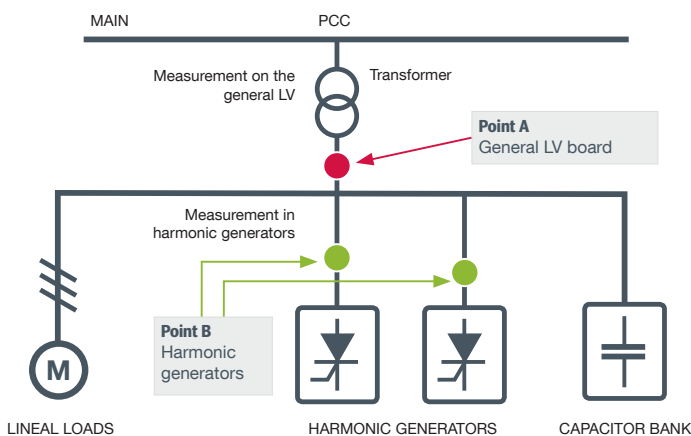 MAIN
PCC
Measurement on the
general LV
Transformer
Point A
General LV board
Measurement in
harmonic generators
Point B
Harmonic
generators
M
LINEAL LOADS
HARMONIC GENERATORS
CAPACITOR BANK